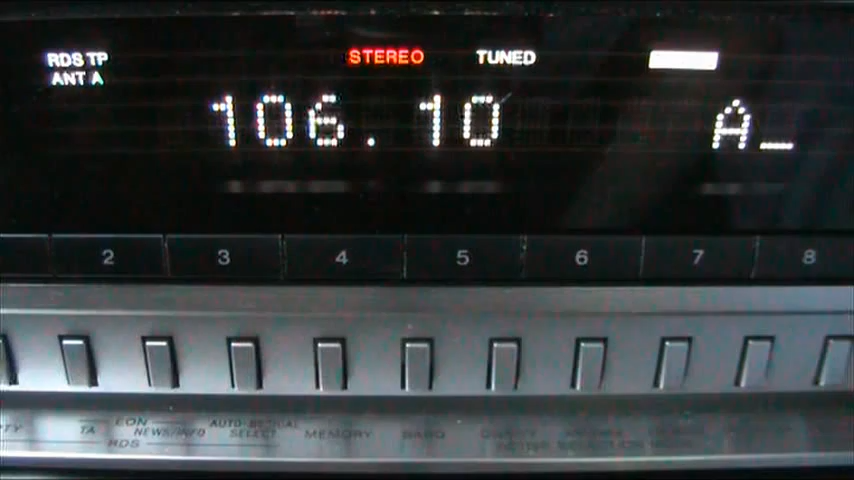 RDS TP STEREO TUNED
ANT A
106.10 A_
2 3 4 5 6 7 8
EON AUTO-BETICAL
TA NEWS/INFO SELECT MEMORY BAND
RDS